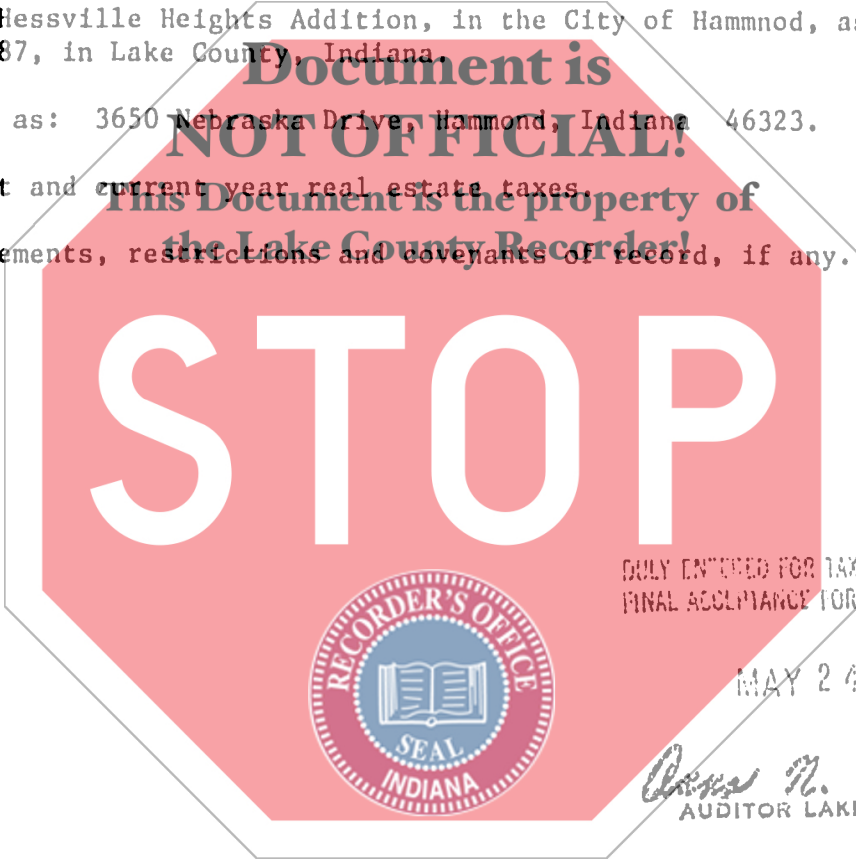 Hessville Heights Addition, in the City of Hammnod, as
87, in Lake County, Indiana.
Document is
as: 3650 Nebraska Drive, Hammond, Indiana 46323.
NOT OFFICIAL!
t and current year real estate taxes.
This Document is the property of
ements, restrictions and covenants of record, if any.
the Lake County Recorder!
STOP
DULY ENTERED FOR TAX
FINAL ACCEPTANCE FOR
RECORDER'S OFFICE
MAY 24
SEAL
INDIANA
N.
AUDITOR LAKE